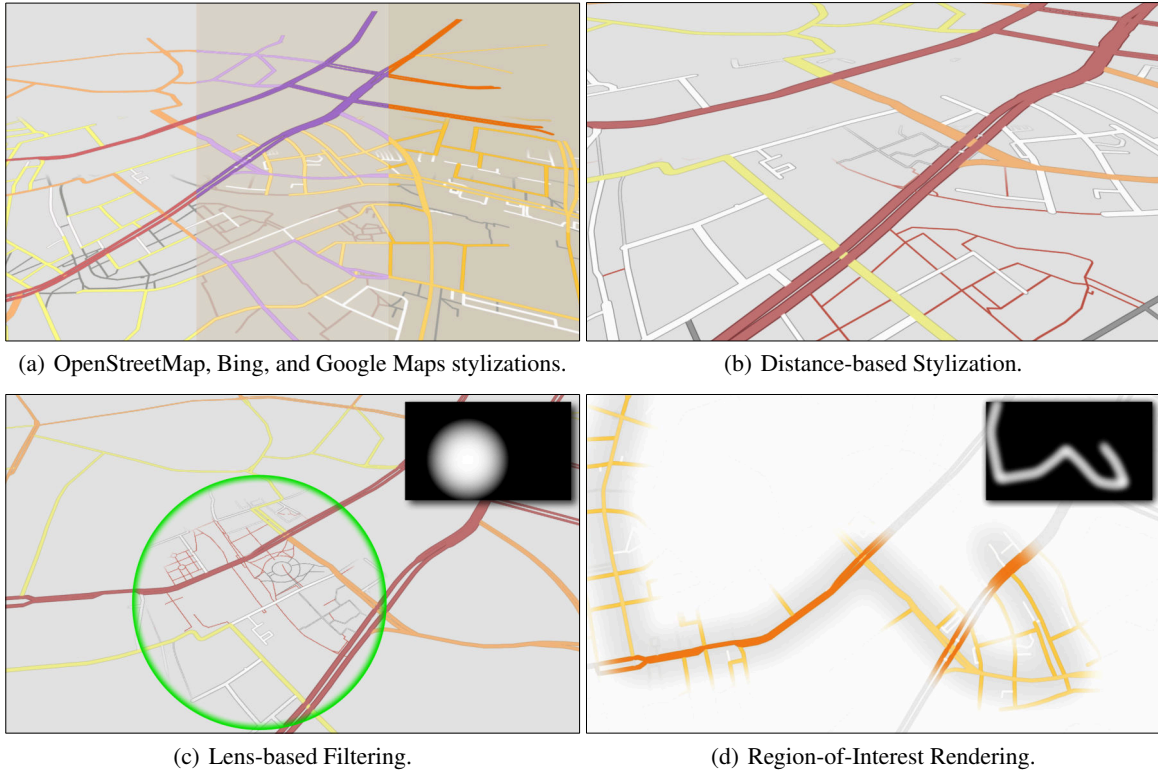 (a) OpenStreetMap, Bing, and Google Maps stylizations.
(b) Distance-based Stylization.
(c) Lens-based Filtering.
(d) Region-of-Interest Rendering.